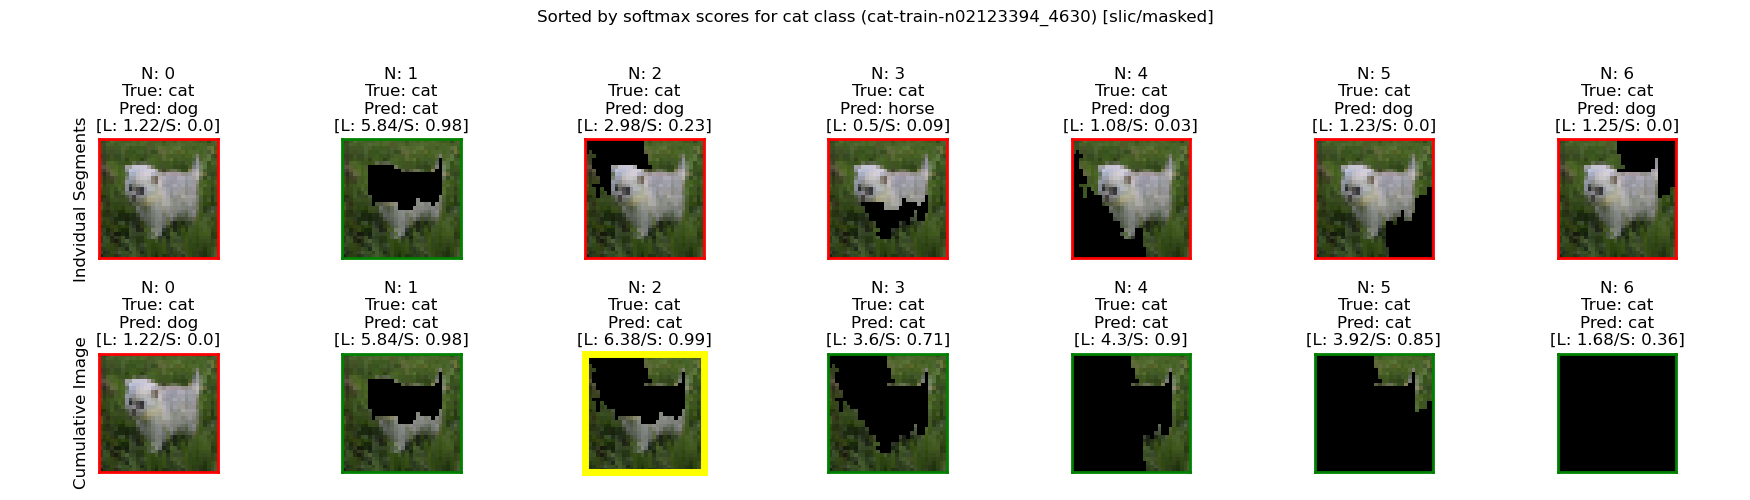 Sorted by softmax scores for cat class (cat-train-n02123394_4630) [slic/masked]
Indvidual Segments
N: 0
True: cat
Pred: dog
[L: 1.22/S: 0.0]
N: 1
True: cat
Pred: cat
[L: 5.84/S: 0.98]
N: 2
True: cat
Pred: dog
[L: 2.98/S: 0.23]
N: 3
True: cat
Pred: horse
[L: 0.5/S: 0.09]
N: 4
True: cat
Pred: dog
[L: 1.08/S: 0.03]
N: 5
True: cat
Pred: dog
[L: 1.23/S: 0.0]
N: 6
True: cat
Pred: dog
[L: 1.25/S: 0.0]
Cumulative Image
N: 0
True: cat
Pred: dog
[L: 1.22/S: 0.0]
N: 1
True: cat
Pred: cat
[L: 5.84/S: 0.98]
N: 2
True: cat
Pred: cat
[L: 6.38/S: 0.99]
N: 3
True: cat
Pred: cat
[L: 3.6/S: 0.71]
N: 4
True: cat
Pred: cat
[L: 4.3/S: 0.9]
N: 5
True: cat
Pred: cat
[L: 3.92/S: 0.85]
N: 6
True: cat
Pred: cat
[L: 1.68/S: 0.36]